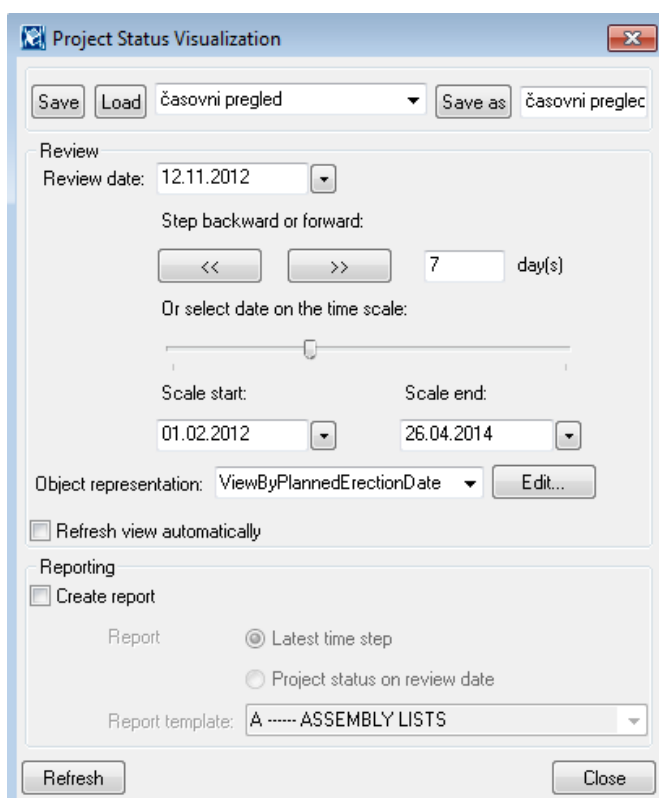 Project Status Visualization
Save Load časovni pregled Save as časovni preglec
Review
Review date: 12.11.2012
Step backward or forward:
<< >> 7 day(s)
Or select date on the time scale:
Scale start: Scale end:
01.02.2012 26.04.2014
Object representation: ViewByPlannedErectionDate Edit...
Refresh view automatically
Reporting
Create report
Report Latest time step
Project status on review date
Report template: A ------ ASSEMBLY LISTS
Refresh Close